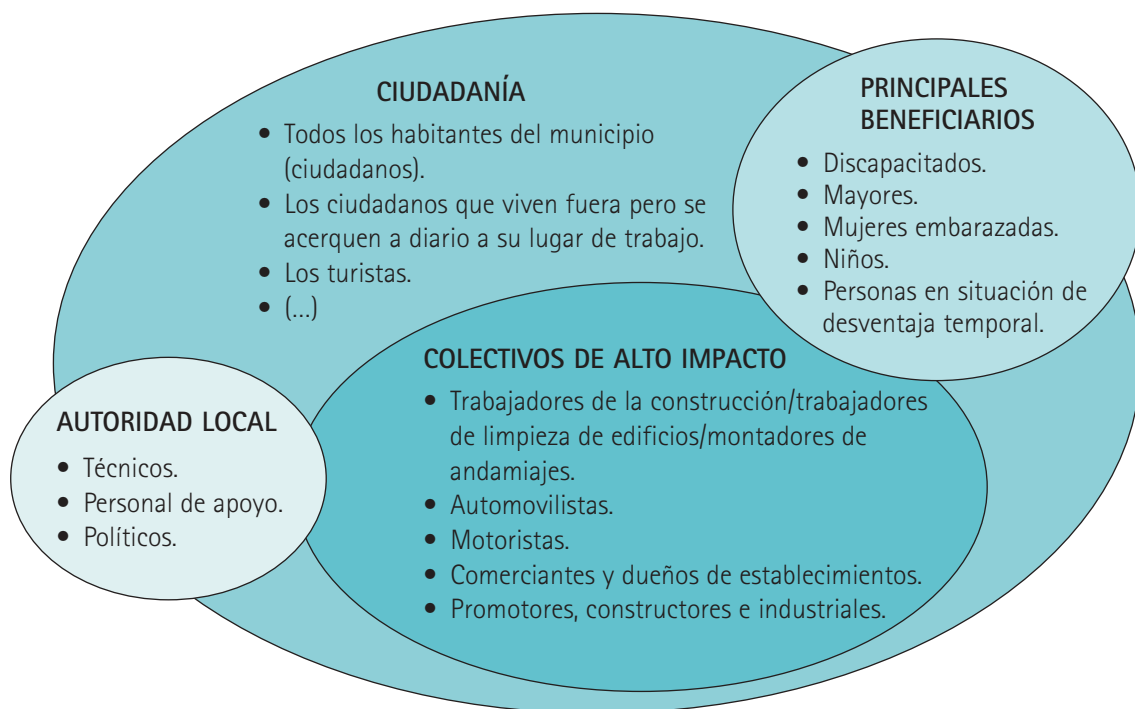 CIUDADANÍA
• Todos los habitantes del municipio
(ciudadanos).
• Los ciudadanos que viven fuera pero se
acerquen a diario a su lugar de trabajo.
• Los turistas.
• (...)
PRINCIPALES
BENEFICIARIOS
• Discapacitados.
• Mayores.
• Mujeres embarazadas.
• Niños.
• Personas en situación de
desventaja temporal.
COLECTIVOS DE ALTO IMPACTO
• Trabajadores de la construcción/trabajadores
de limpieza de edificios/montadores de
andamiajes.
• Automovilistas.
• Motoristas.
• Comerciantes y dueños de establecimientos.
• Promotores, constructores e industriales.
AUTORIDAD LOCAL
• Técnicos.
• Personal de apoyo.
• Políticos.